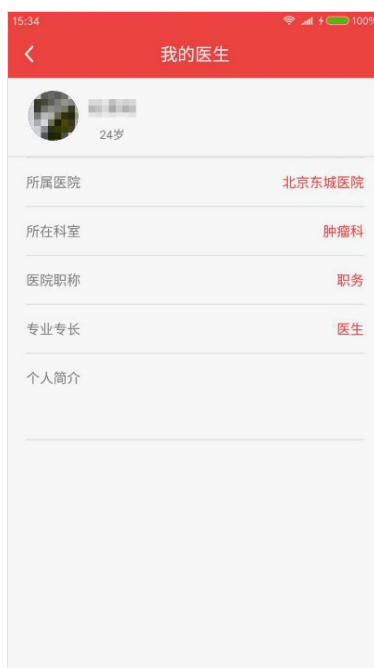 15:34
100%
我的医生
24岁
所属医院 北京东城医院
所在科室 肿瘤科
医院职称 职务
专业专长 医生
个人简介